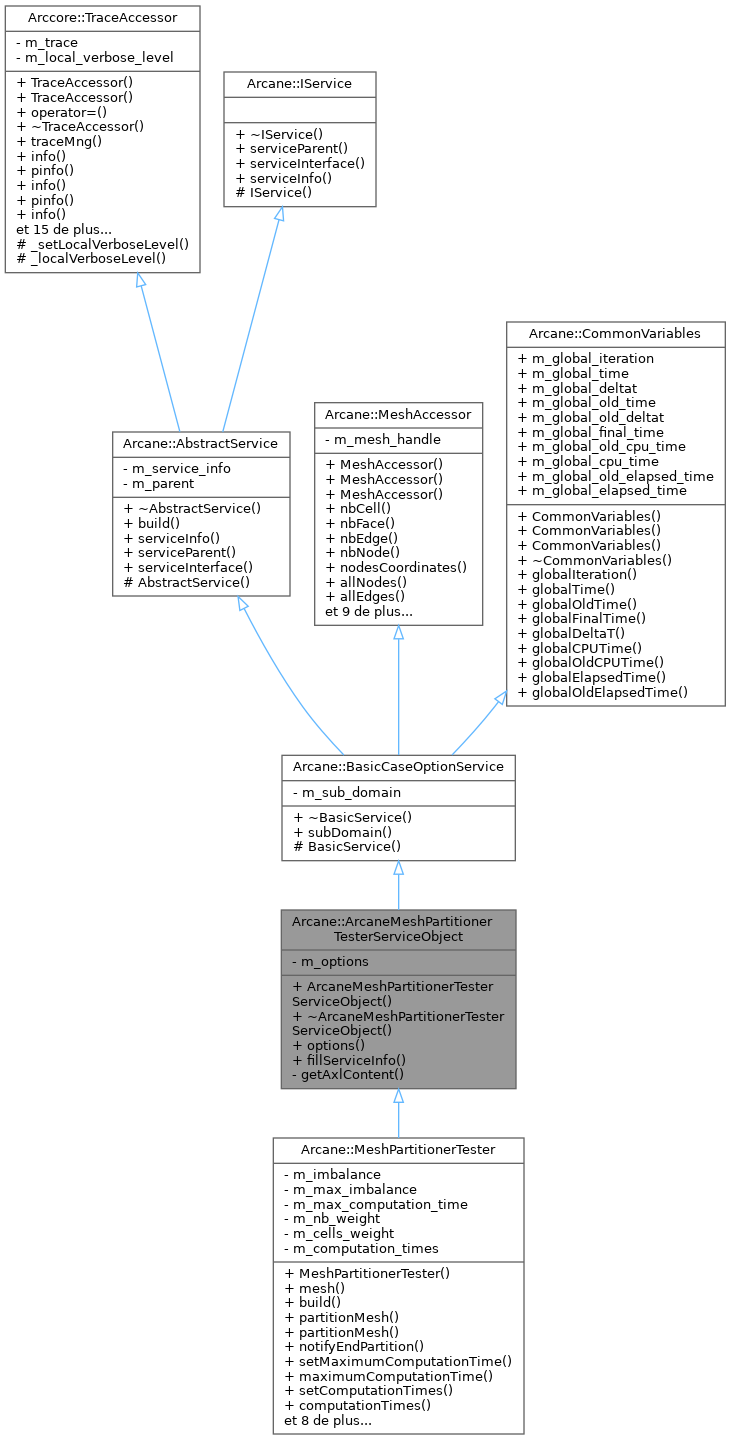 Arccore::TraceAccessor
- m_trace
- m_local_verbose_level
+ TraceAccessor()
+ TraceAccessor()
+ operator=()
+ ~TraceAccessor()
+ traceMng()
+ info()
+ pinfo()
+ info()
+ pinfo()
+ info()
et 15 de plus...
# _setLocalVerboseLevel()
# _localVerboseLevel()
Arcane::IService
+ ~IService()
+ serviceParent()
+ serviceInterface()
+ serviceInfo()
# IService()
Arcane::CommonVariables
+ m_global_iteration
+ m_global_time
+ m_global_deltat
+ m_global_old_time
+ m_global_old_deltat
+ m_global_final_time
+ m_global_old_cpu_time
+ m_global_cpu_time
+ m_global_old_elapsed_time
+ m_global_elapsed_time
+ CommonVariables()
+ CommonVariables()
+ CommonVariables()
+ ~CommonVariables()
+ globalIteration()
+ globalTime()
+ globalOldTime()
+ globalFinalTime()
+ globalDeltaT()
+ globalCPUTime()
+ globalOldCPUTime()
+ globalElapsedTime()
+ globalOldElapsedTime()
Arcane::MeshAccessor
- m_mesh_handle
+ MeshAccessor()
+ MeshAccessor()
+ MeshAccessor()
+ nbCell()
+ nbFace()
+ nbEdge()
+ nbNode()
+ nodesCoordinates()
+ allNodes()
+ allEdges()
et 9 de plus...
Arcane::AbstractService
- m_service_info
- m_parent
+ ~AbstractService()
+ build()
+ serviceInfo()
+ serviceParent()
+ serviceInterface()
# AbstractService()
Arcane::BasicCaseOptionService
- m_sub_domain
+ ~BasicService()
+ subDomain()
# BasicService()
Arcane::ArcaneMeshPartitioner
TesterServiceObject
- m_options
+ ArcaneMeshPartitionerTester
ServiceObject()
+ ~ArcaneMeshPartitionerTester
ServiceObject()
+ options()
+ fillServiceInfo()
- getAxlContent()
Arcane::MeshPartitionerTester
- m_imbalance
- m_max_imbalance
- m_max_computation_time
- m_nb_weight
- m_cells_weight
- m_computation_times
+ MeshPartitionerTester()
+ mesh()
+ build()
+ partitionMesh()
+ partitionMesh()
+ notifyEndPartition()
+ setMaximumComputationTime()
+ maximumComputationTime()
+ setComputationTimes()
+ computationTimes()
et 8 de plus...